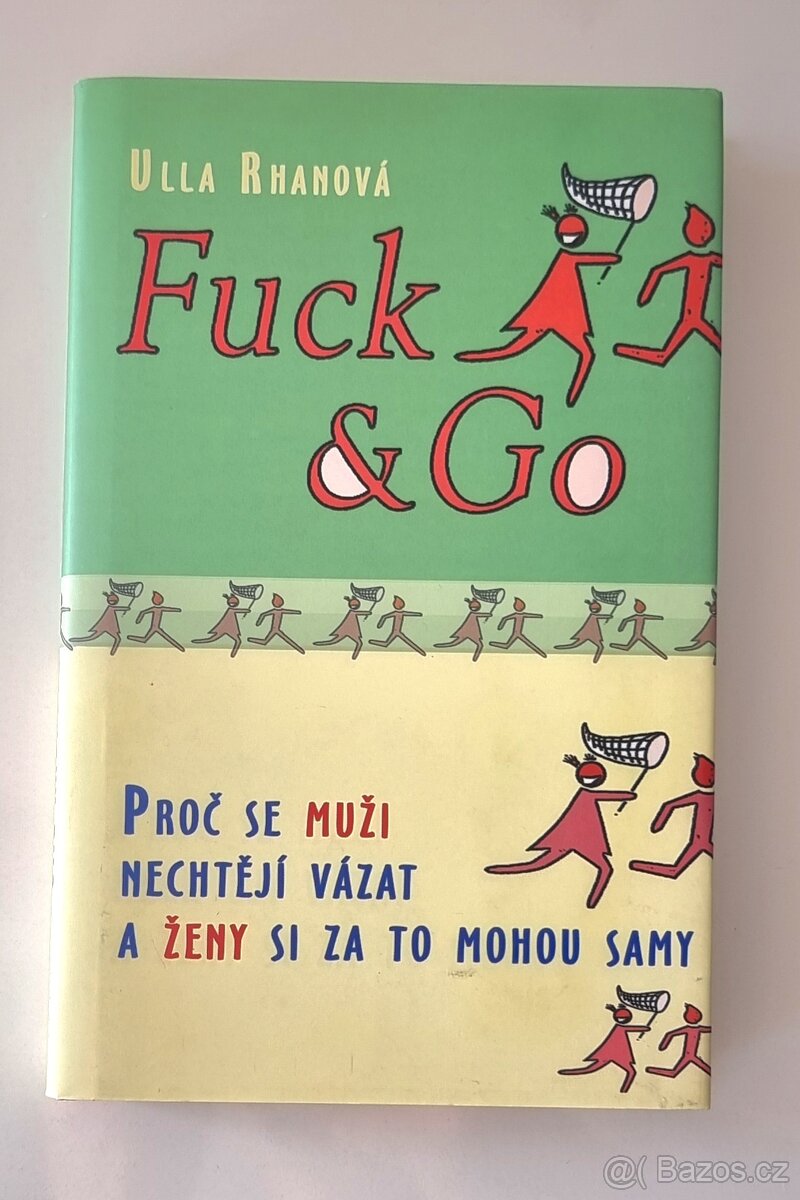 Ulla Rhanová
Fuck
& Go
Proč se muži
nechtějí vázat
a ženy si za to mohou samy
@( Bazos.cz